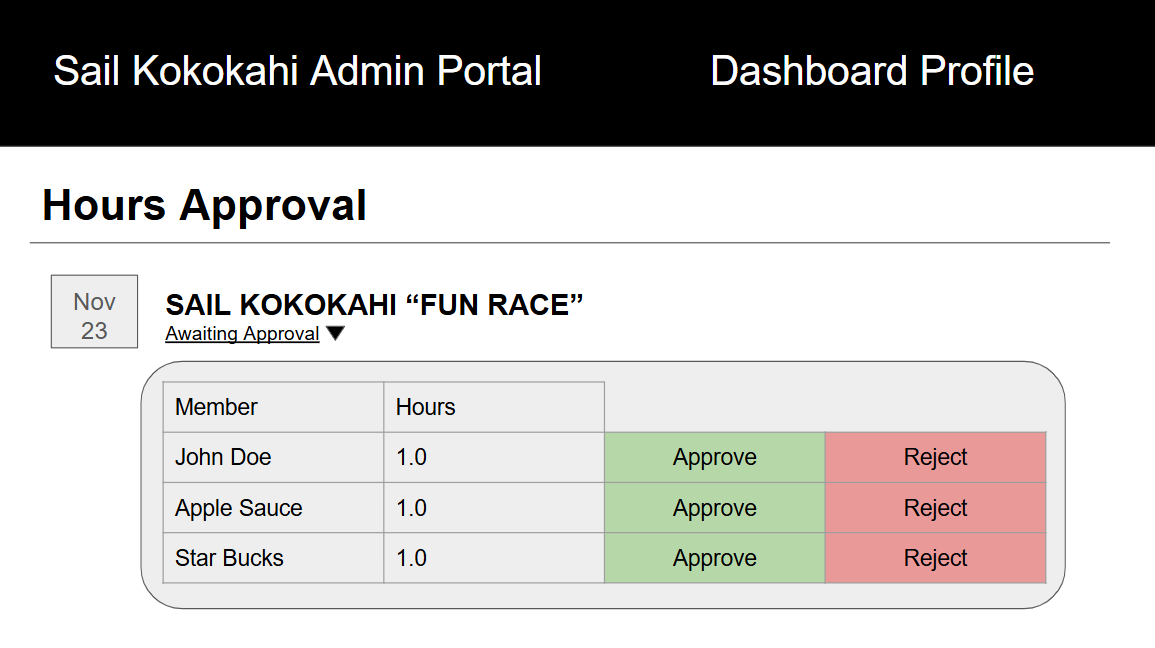 Sail Kokokahi Admin Portal Dashboard Profile
Hours Approval
Nov
23
SAIL KOKOKAHI “FUN RACE”
Awaiting Approval
Member Hours
John Doe 1.0 Approve Reject
Apple Sauce 1.0 Approve Reject
Star Bucks 1.0 Approve Reject